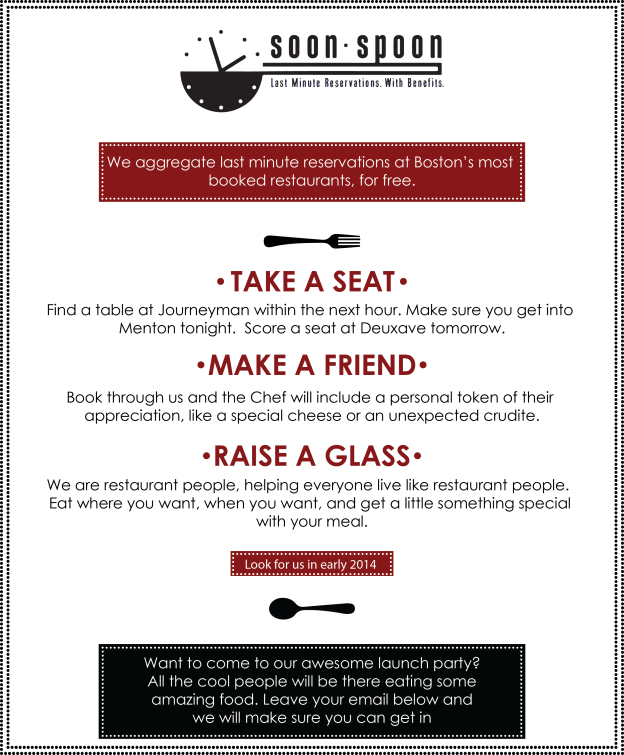 soon·spoon
Last Minute Reservations. With Benefits.
We aggregate last minute reservations at Boston's most
booked restaurants, for free.
• TAKE A SEAT •
Find a table at Journeyman within the next hour. Make sure you get into
Menton tonight.  Score a seat at Deuxave tomorrow.
•MAKE A FRIEND•
Book through us and the Chef will include a personal token of their
appreciation, like a special cheese or an unexpected crudite.
•RAISE A GLASS•
We are restaurant people, helping everyone live like restaurant people.
Eat where you want, when you want, and get a little something special
with your meal.
Look for us in early 2014
Want to come to our awesome launch party?
All the cool people will be there eating some
amazing food. Leave your email below and
we will make sure you can get in